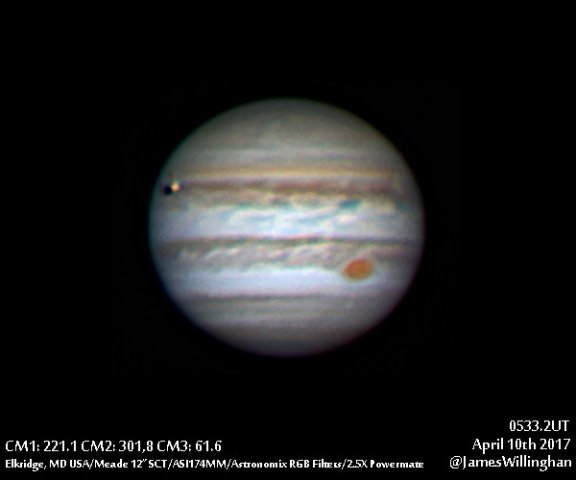 0533.2UT
CM1: 221.1 CM2: 301,8 CM3: 61.6
April 10th 2017
Elkridge, MD USA/Meade 12" SCT/ASI174MM/Astronomix RGB Filters/2.5X Powermate
@JamesWillinghan